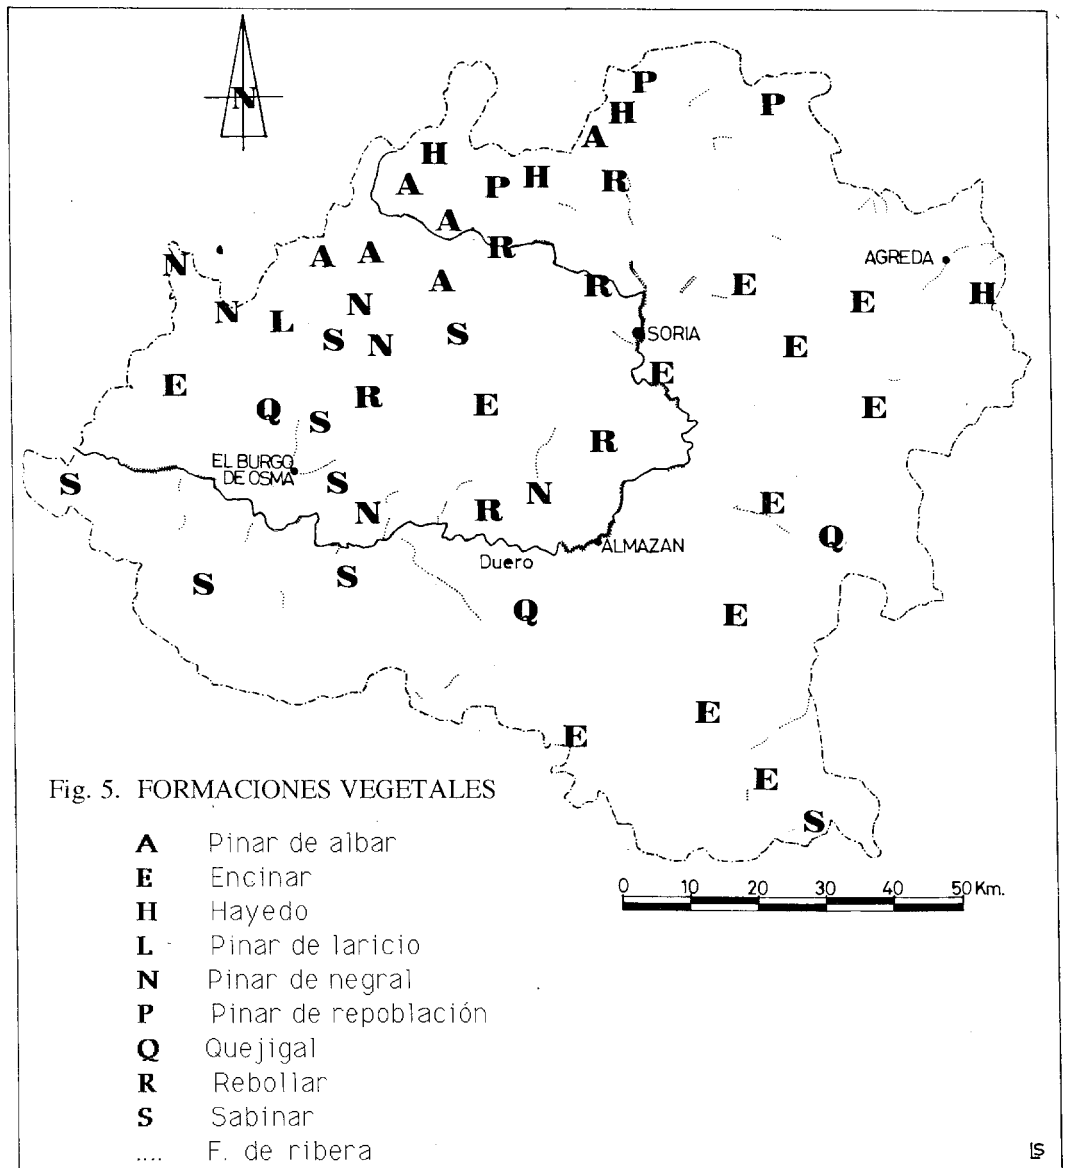 N
P
H
P
A
H
A
P
H
R
A
R
N
A
A
A
R
E
E
H
AGREDA
N
L
N
S
N
S
SORIA
E
E
E
Q
S
R
E
E
R
EL BURGO
DE OSMA
S
S
N
R
N
E
Q
ALMAZAN
Duero
S
S
Q
E
E
E
E
S
Fig. 5. FORMACIONES VEGETALES
A Pinar de albar
E Encinar
H Hayedo
L Pinar de laricio
N Pinar de negral
P Pinar de repoblación
Q Quejigal
R Rebollar
S Sabinar
.... F. de ribera
0 10 20 30 40 50 Km.
LS